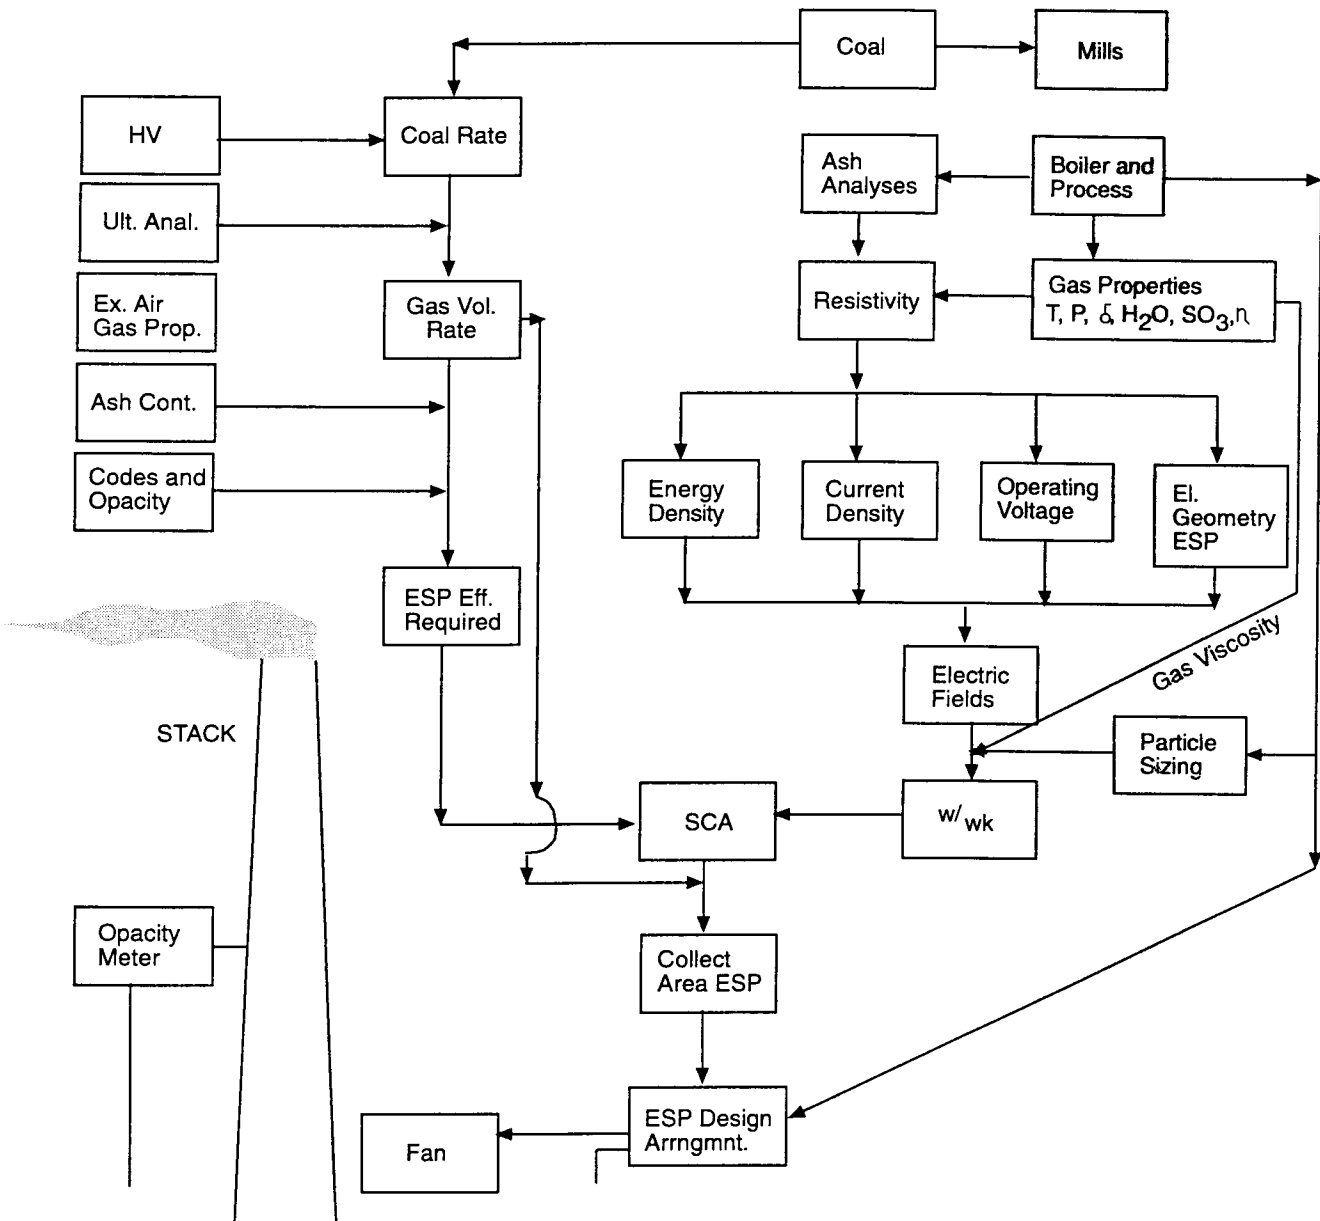 Coal
Mills
HV
Coal Rate
Ash
Analyses
Boiler and
Process
Ult. Anal.
Ex. Air
Gas Prop.
Gas Vol.
Rate
Resistivity
Gas Properties
T, P, δ, H₂O, SO₃,η
Ash Cont.
Codes and
Opacity
Energy
Density
Current
Density
Operating
Voltage
El.
Geometry
ESP
ESP Eff.
Required
Gas Viscosity
Electric
Fields
STACK
Particle
Sizing
SCA
w/wk
Opacity
Meter
Collect
Area ESP
ESP Design
Arrngmnt.
Fan